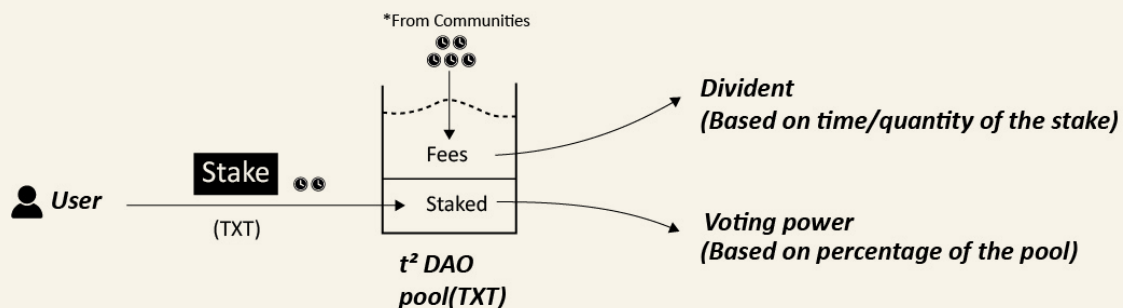 *From Communities
Divident
(Based on time/quantity of the stake)
Fees
Stake
User
Staked
(TXT)
Voting power
(Based on percentage of the pool)
t² DAO
pool(TXT)